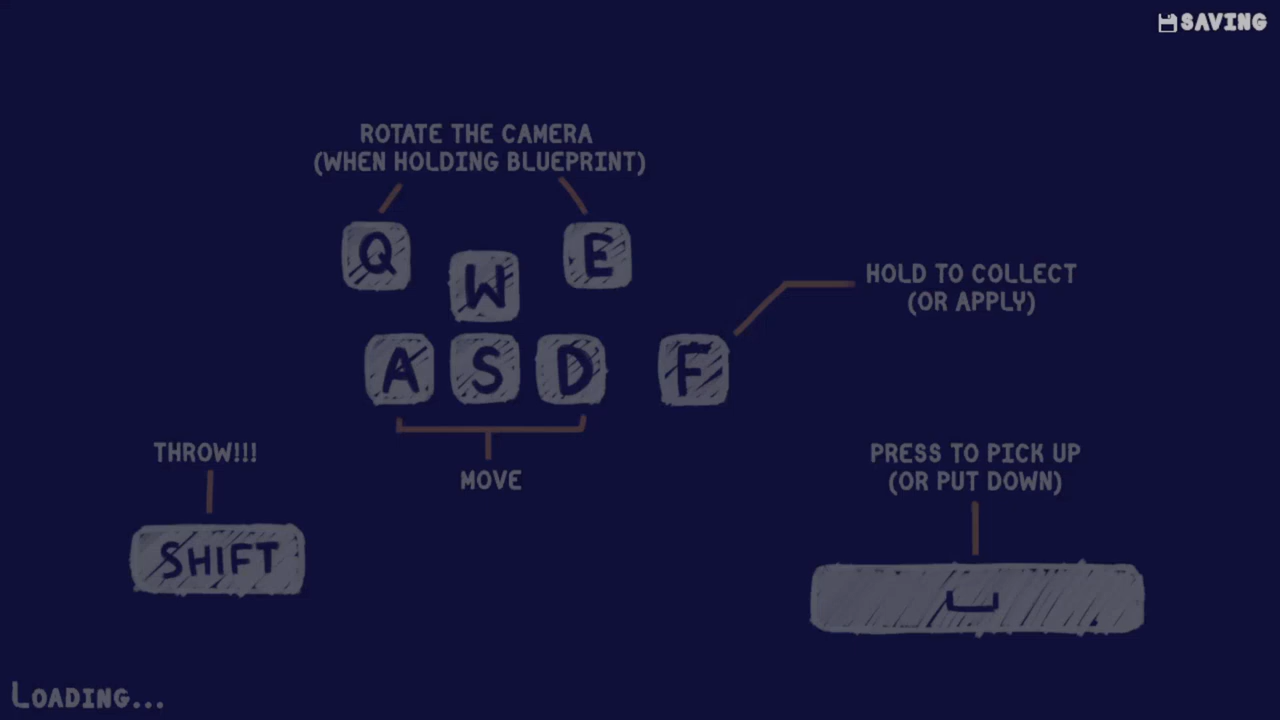 SAVING
ROTATE THE CAMERA
(WHEN HOLDING BLUEPRINT)
Q
W
E
HOLD TO COLLECT
(OR APPLY)
A
S
D
F
THROW!!!
MOVE
PRESS TO PICK UP
(OR PUT DOWN)
SHIFT
LOADING...